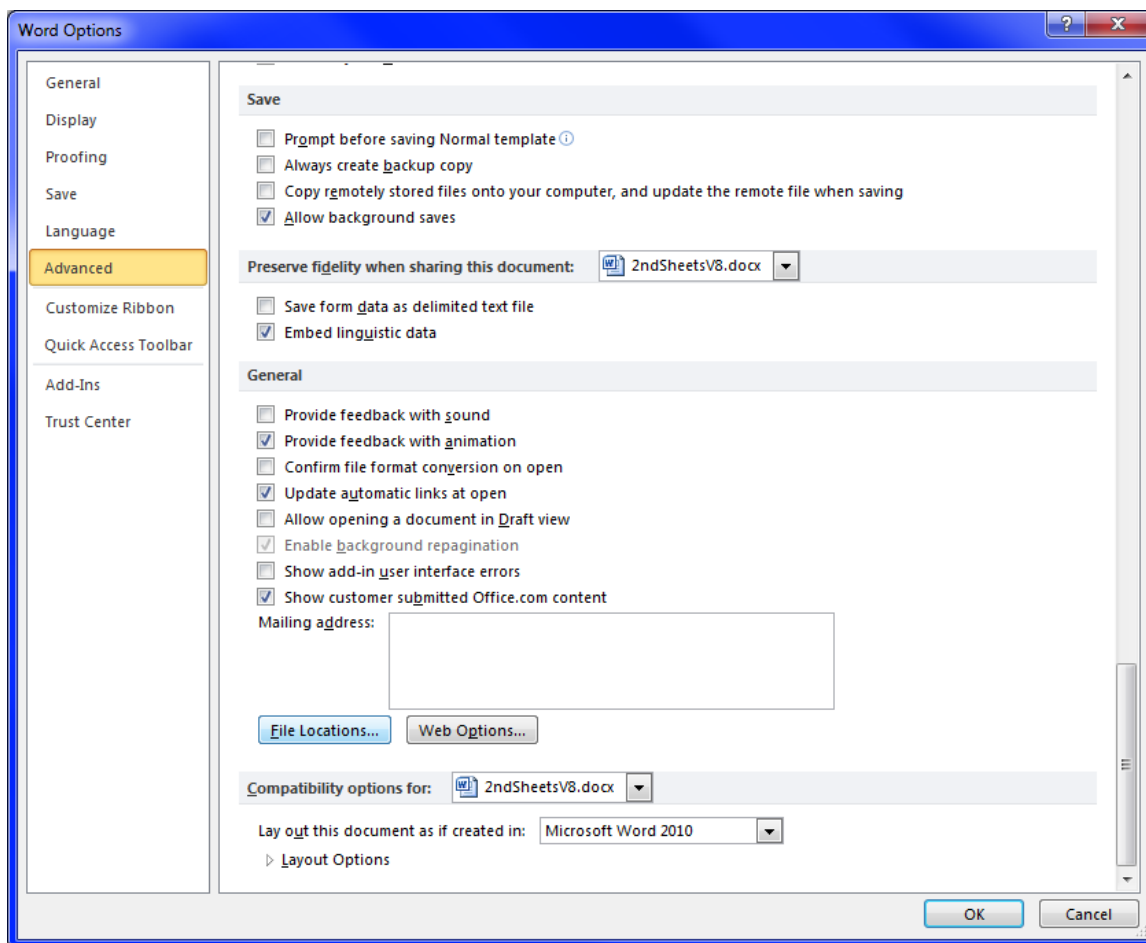 Word Options
General
Display
Proofing
Save
Language
Advanced
Customize Ribbon
Quick Access Toolbar
Add-Ins
Trust Center
Save
Prompt before saving Normal template
Always create backup copy
Copy remotely stored files onto your computer, and update the remote file when saving
Allow background saves
Preserve fidelity when sharing this document: 2ndSheetsV8.docx
Save form data as delimited text file
Embed linguistic data
General
Provide feedback with sound
Provide feedback with animation
Confirm file format conversion on open
Update automatic links at open
Allow opening a document in Draft view
Enable background repagination
Show add-in user interface errors
Show customer submitted Office.com content
Mailing address:
File Locations... Web Options...
Compatibility options for: 2ndSheetsV8.docx
Lay out this document as if created in: Microsoft Word 2010
Layout Options
OK Cancel